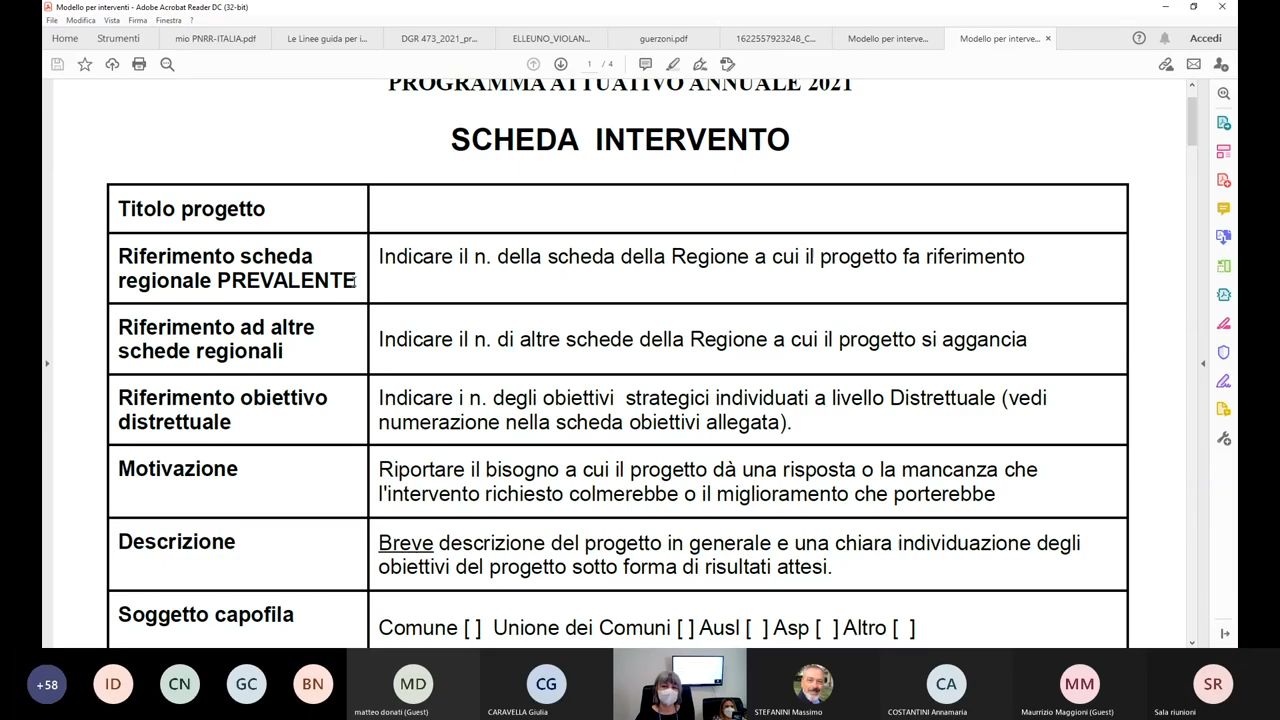 Modello per interventi - Adobe Acrobat Reader DC (32-bit)
File Modifica Vista Firma Finestra ?
Home Strumenti mio PNRR-ITALIA.pdf Le Linee guida per i... DGR 473_2021_pr... ELLEUNO_VIOLAN... guerzoni.pdf 1622557923248_C... Modello per interve... Modello per interve... × Accedi
1 / 4
PROGRAMMA ATTUATIVO ANNUALE 2021
SCHEDA INTERVENTO
Titolo progetto
Riferimento scheda
regionale PREVALENTE
Indicare il n. della scheda della Regione a cui il progetto fa riferimento
Riferimento ad altre
schede regionali
Indicare il n. di altre schede della Regione a cui il progetto si aggancia
Riferimento obiettivo
distrettuale
Indicare i n. degli obiettivi strategici individuati a livello Distrettuale (vedi
numerazione nella scheda obiettivi allegata).
Motivazione
Riportare il bisogno a cui il progetto dà una risposta o la mancanza che
l'intervento richiesto colmerebbe o il miglioramento che porterebbe
Descrizione
Breve descrizione del progetto in generale e una chiara individuazione degli
obiettivi del progetto sotto forma di risultati attesi.
Soggetto capofila
Comune [ ] Unione dei Comuni [ ] Ausl [ ] Asp [ ] Altro [ ]
+58 ID CN GC BN MD CG CA MM SR
matteo donati (Guest) CARAVELLA Giulia STEFANINI Massimo COSTANTINI Annamaria Maurizio Maggioni (Guest) Sala riunioni